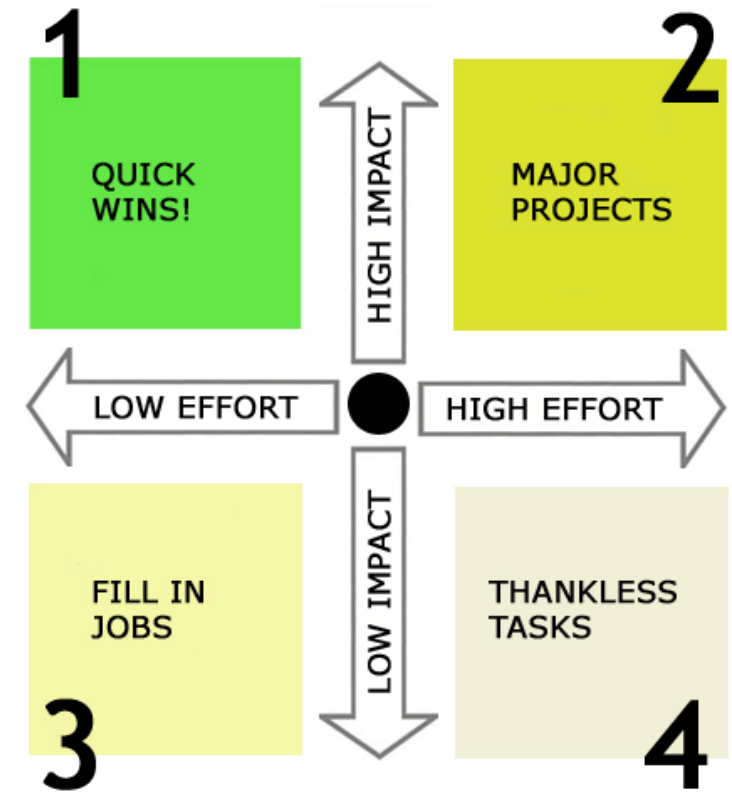 1
2
QUICK
WINS!
MAJOR
PROJECTS
HIGH IMPACT
LOW EFFORT
HIGH EFFORT
FILL IN
JOBS
LOW IMPACT
THANKLESS
TASKS
3
4